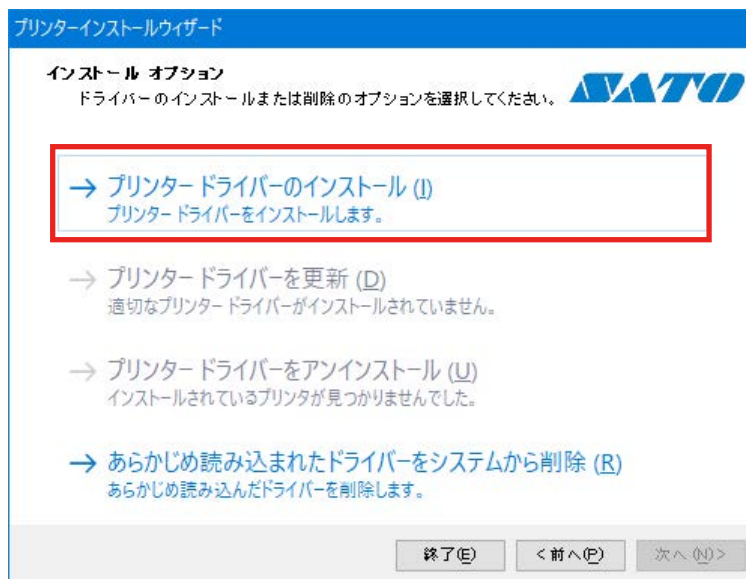 プリンターインストールウィザード
インストール オプション
ドライバーのインストールまたは削除のオプションを選択してください。
SATO
→ プリンター ドライバーのインストール (I)
プリンター ドライバーをインストールします。
→ プリンター ドライバーを更新 (D)
適切なプリンター ドライバーがインストールされていません。
→ プリンター ドライバーをアンインストール (U)
インストールされているプリンタが見つかりませんでした。
→ あらかじめ読み込まれたドライバーをシステムから削除 (R)
あらかじめ読み込んだドライバーを削除します。
終了(E) <前へ(P) 次へ(N)>